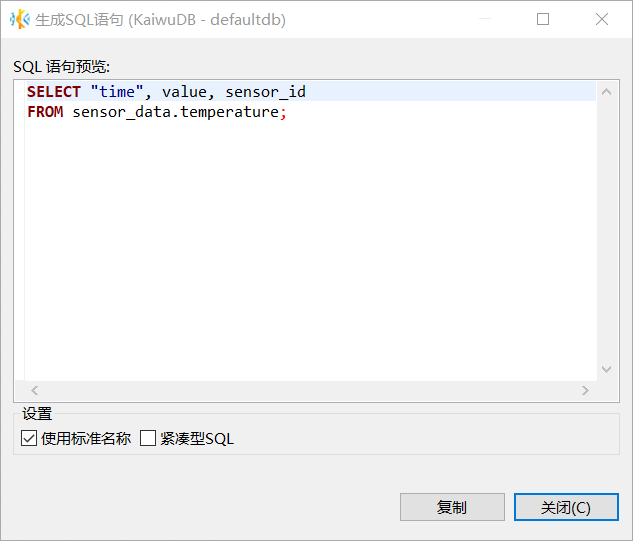 生成SQL语句 (KaiwuDB - defaultdb)
SQL 语句预览:
SELECT "time", value, sensor_id
FROM sensor_data.temperature;
设置
使用标准名称 紧凑型SQL
复制 关闭(C)